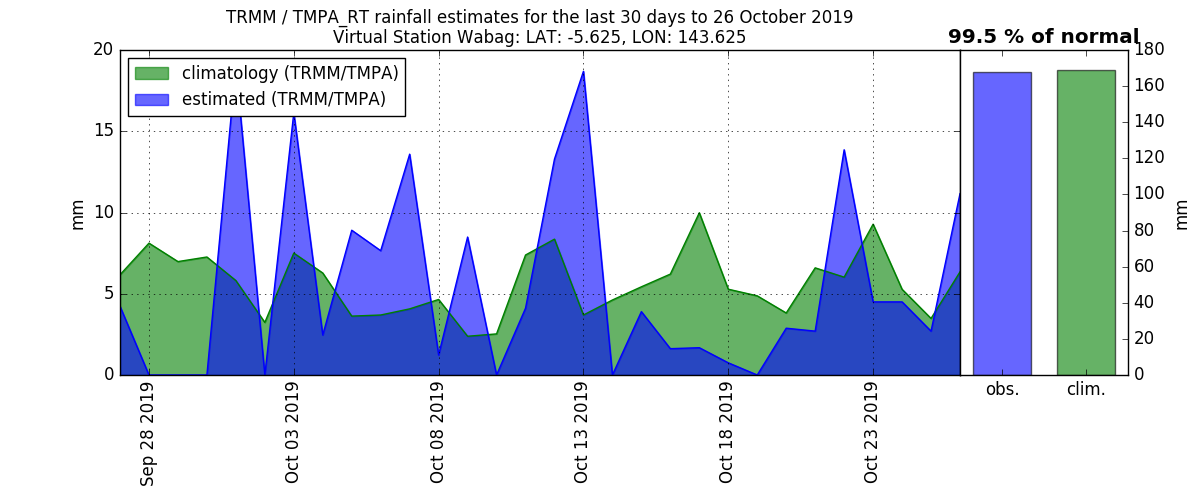 TRMM / TMPA_RT rainfall estimates for the last 30 days to 26 October 2019
Virtual Station Wabag: LAT: -5.625, LON: 143.625
99.5 % of normal
climatology (TRMM/TMPA)
estimated (TRMM/TMPA)
20
15
10
5
0
mm
Sep 28 2019
Oct 03 2019
Oct 08 2019
Oct 13 2019
Oct 18 2019
Oct 23 2019
obs.
clim.
180
160
140
120
100
80
60
40
20
0
mm